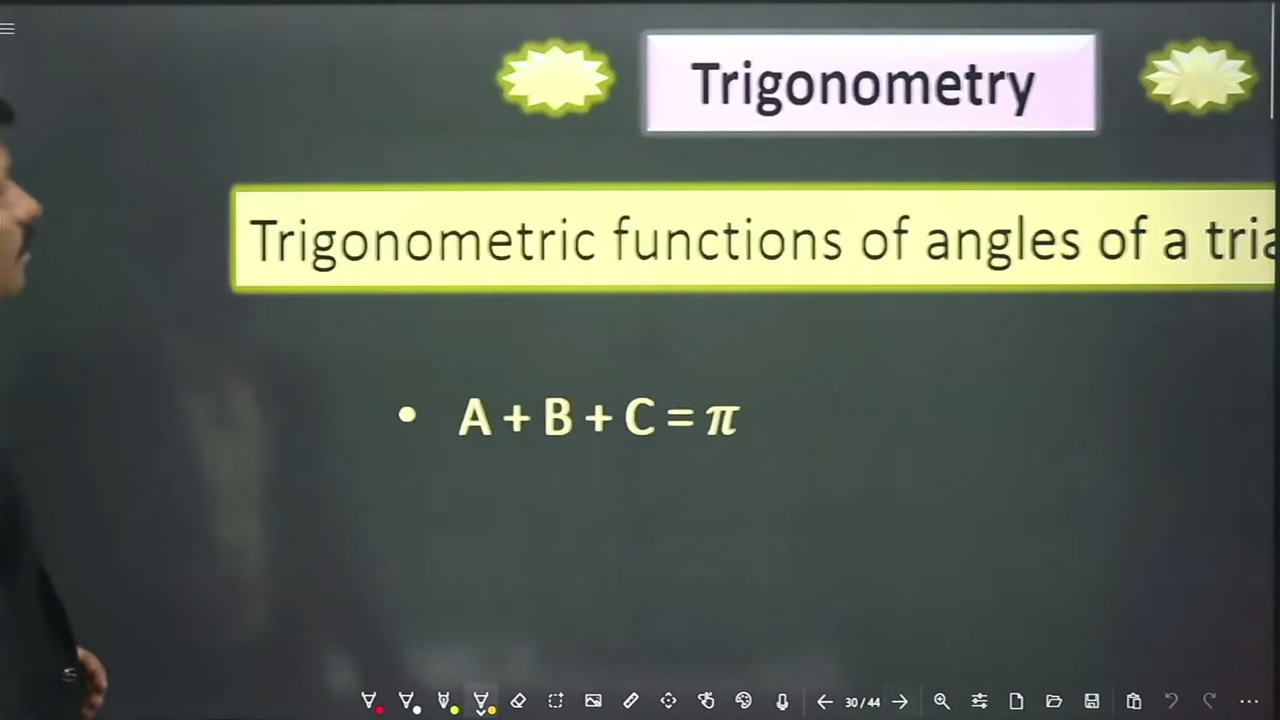 Trigonometry
Trigonometric functions of angles of a tria
• A + B + C = π
30/44